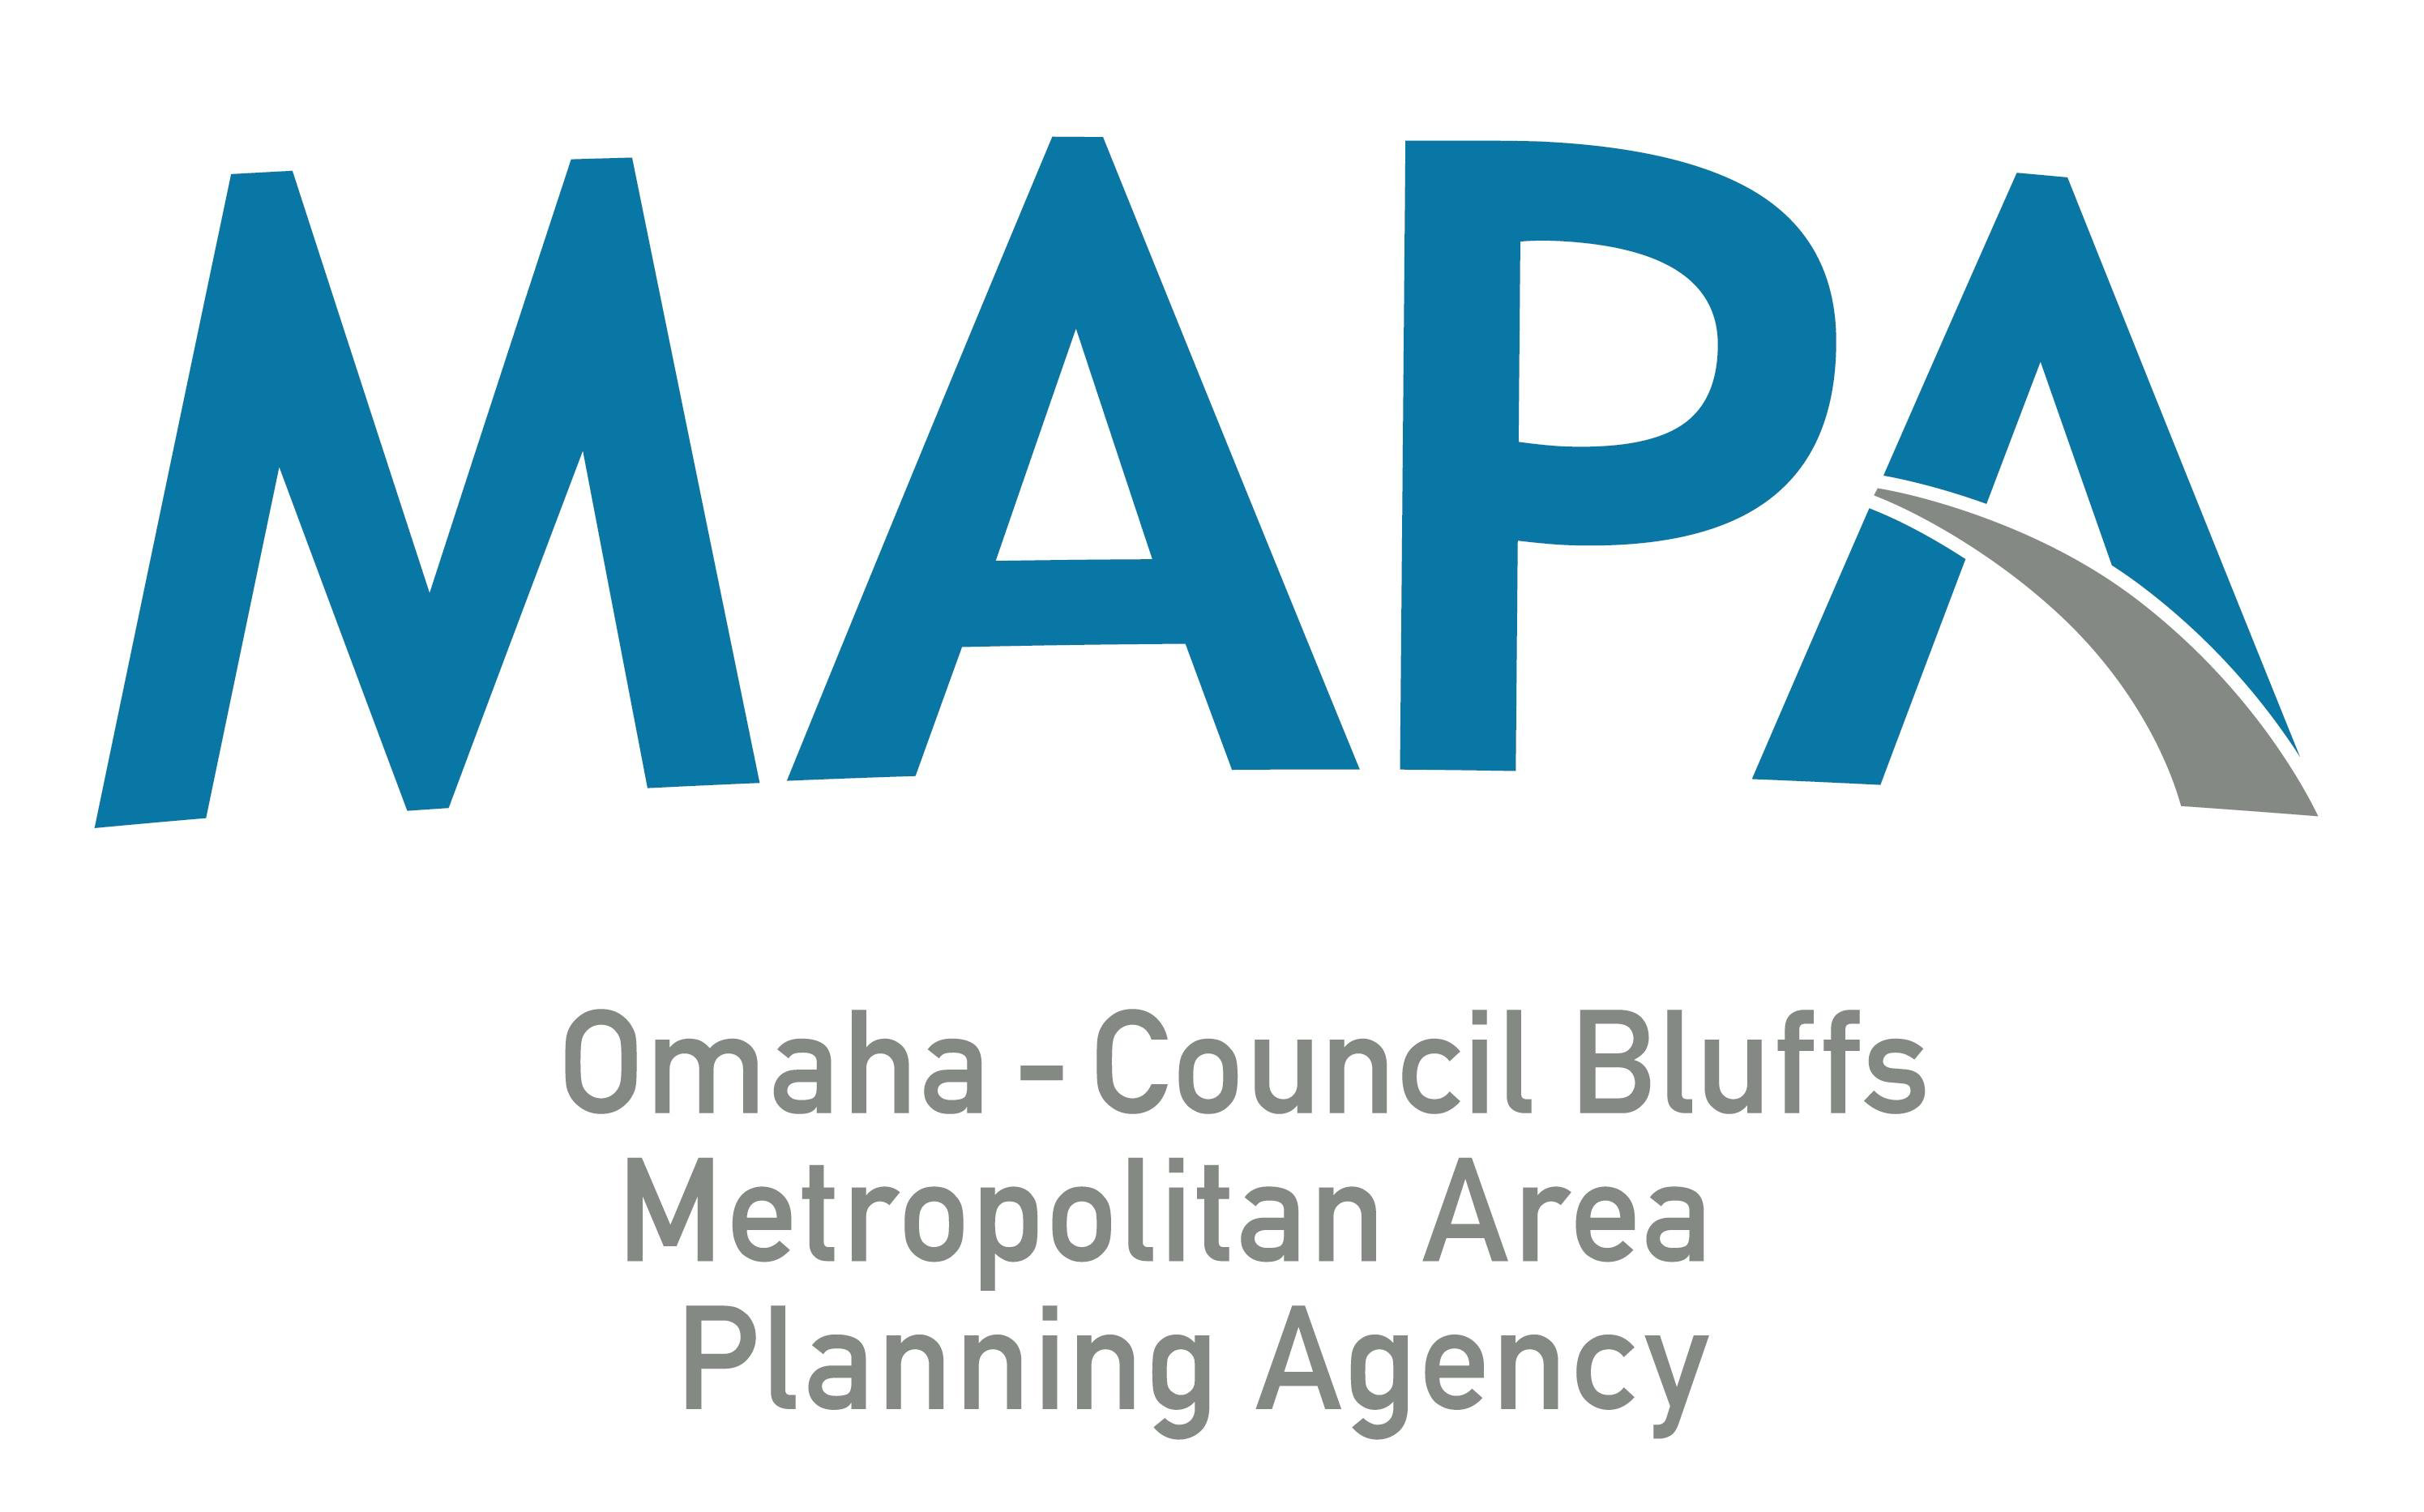 MAPA
Omaha – Council Bluffs
Metropolitan Area
Planning Agency